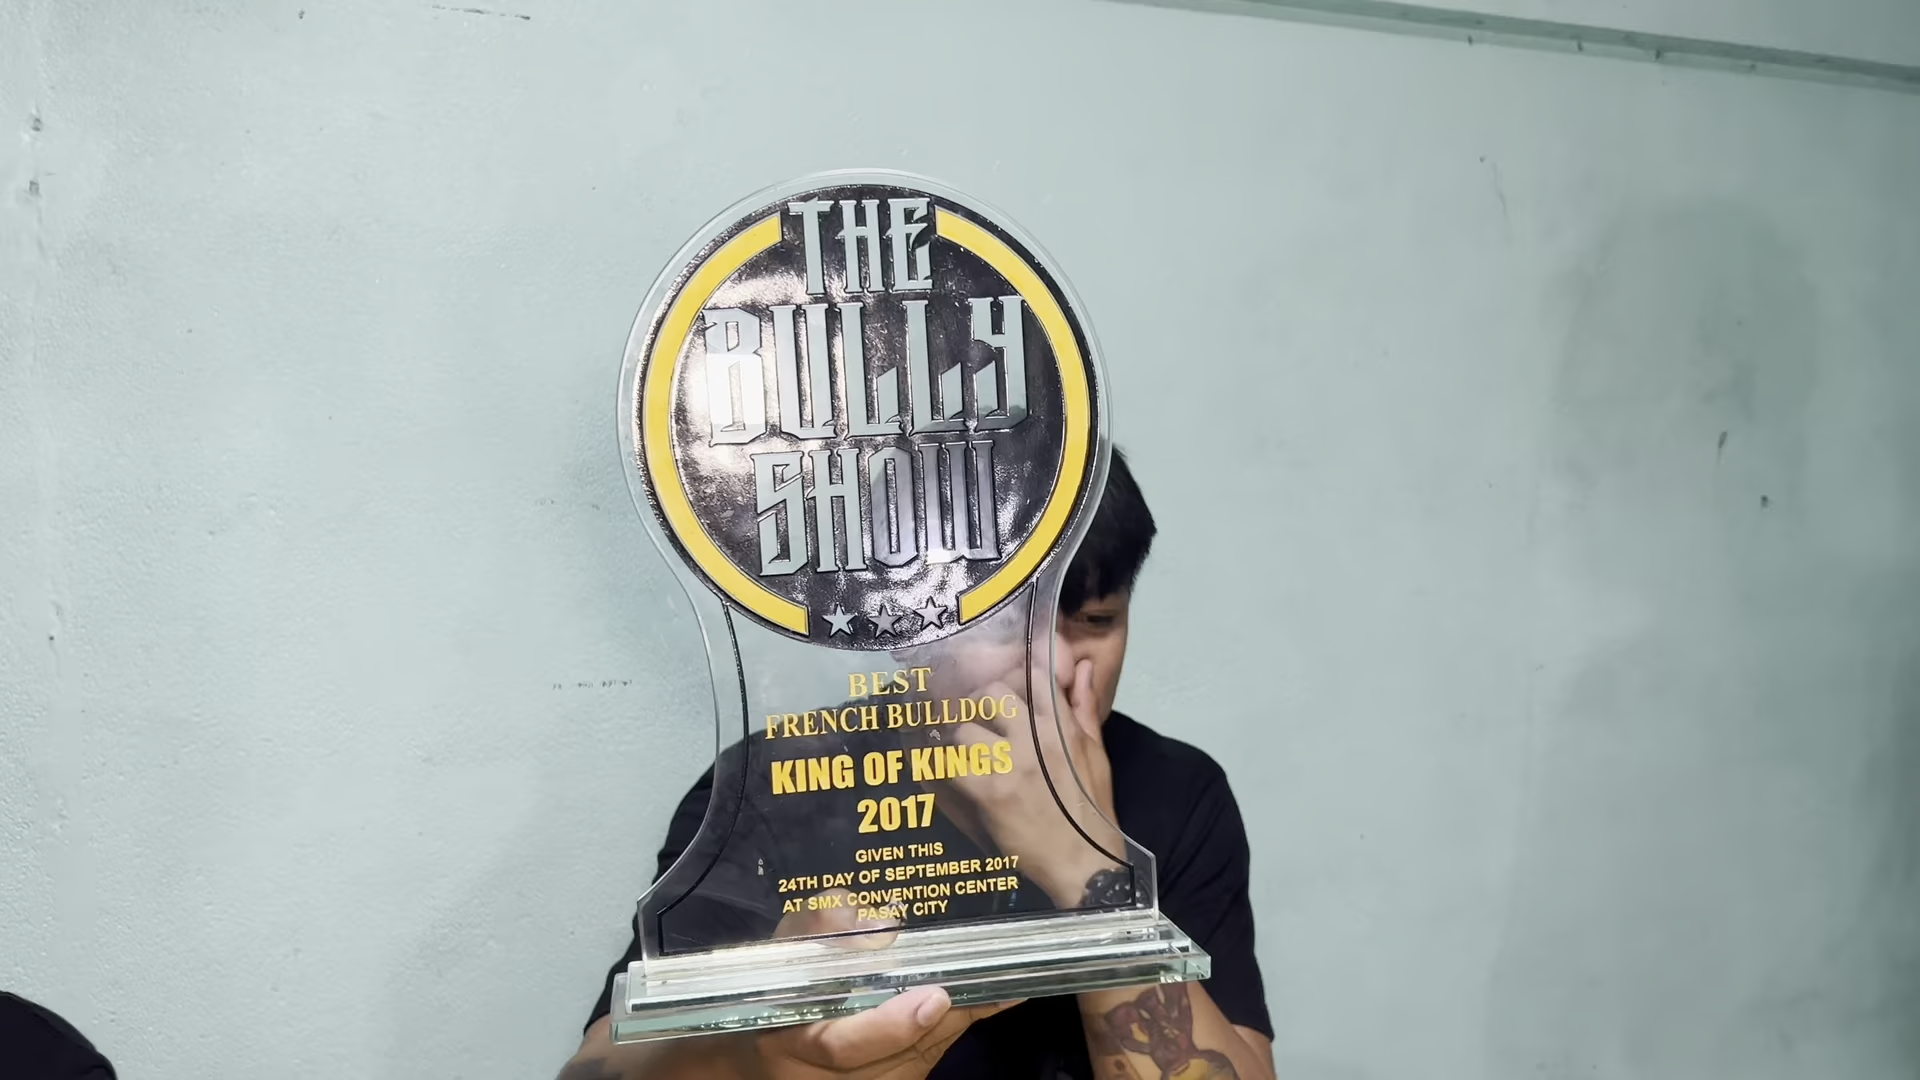 THE
BULLY
SHOW
BEST
FRENCH BULLDOG
KING OF KINGS
2017
GIVEN THIS
24TH DAY OF SEPTEMBER 2017
AT SMX CONVENTION CENTER
PASAY CITY